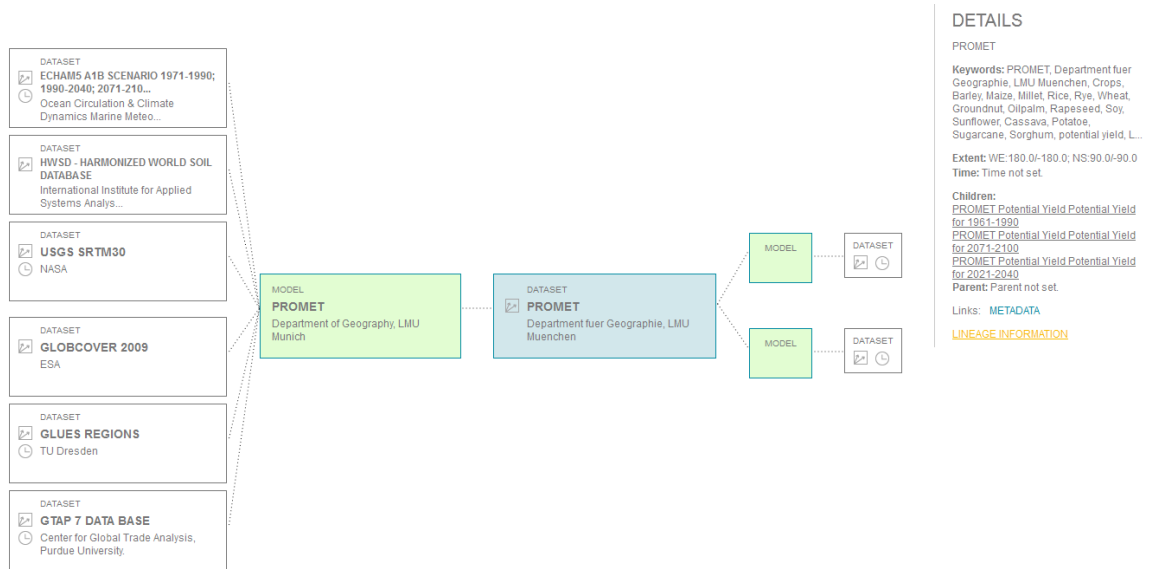 DATASET
ECHAM5 A1B SCENARIO 1971-1990;
1990-2040; 2071-210...
Ocean Circulation & Climate
Dynamics Marine Meteo...
DATASET
HWSD - HARMONIZED WORLD SOIL
DATABASE
International Institute for Applied
Systems Analys...
DATASET
USGS SRTM30
NASA
DATASET
GLOBCOVER 2009
ESA
DATASET
GLUES REGIONS
TU Dresden
DATASET
GTAP 7 DATA BASE
Center for Global Trade Analysis,
Purdue University.
MODEL
PROMET
Department of Geography, LMU
Munich
DATASET
PROMET
Department fuer Geographie, LMU
Muenchen
MODEL
DATASET
MODEL
DATASET
DETAILS
PROMET
Keywords: PROMET, Department fuer
Geographie, LMU Muenchen, Crops,
Barley, Maize, Millet, Rice, Rye, Wheat,
Groundnut, Oilpalm, Rapeseed, Soy,
Sunflower, Cassava, Potatoe,
Sugarcane, Sorghum, potential yield, L...
Extent: WE:180.0/-180.0; NS:90.0/-90.0
Time: Time not set.
Children:
PROMET Potential Yield Potential Yield
for 1961-1990
PROMET Potential Yield Potential Yield
for 2071-2100
PROMET Potential Yield Potential Yield
for 2021-2040
Parent: Parent not set.
Links: METADATA
LINEAGE INFORMATION